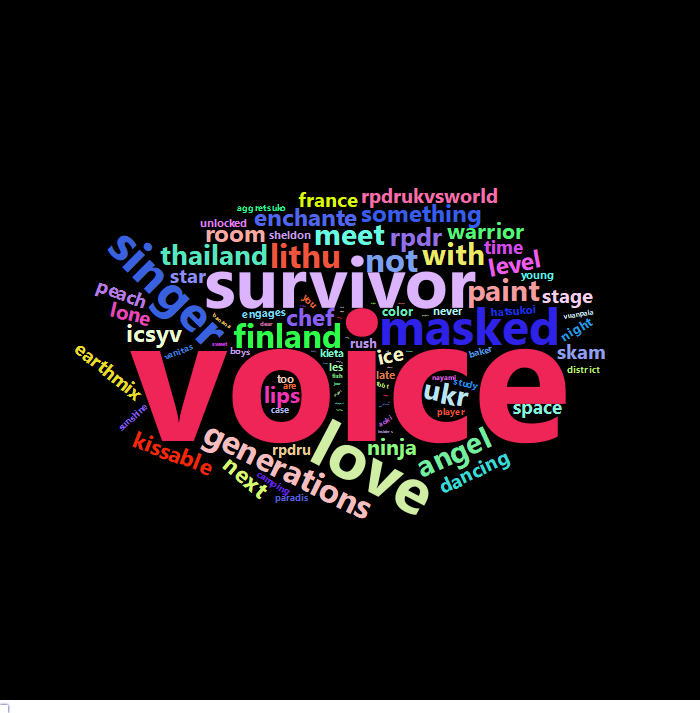 france
rpdrukvsworld
aggretsuko
enchante
something
unlocked
room
sheldon
meet
rpdr
warrior
singer
thailand
lithu
not
with
time
level
star
survivor
young
peach
you
paint
stage
lone
engages
chef
color
never
hatsukoi
yuanpaia
icsyv
finland
masked
night
rush
vanitas
boys
kleta
ice
baker
skam
earthmix
voice
les
district
too
are
late
nayami
study
lips
ukr
case
player
space
sunshine
love
kissable
generations
rpdru
ninja
angel
next
camping
dancing
paradis